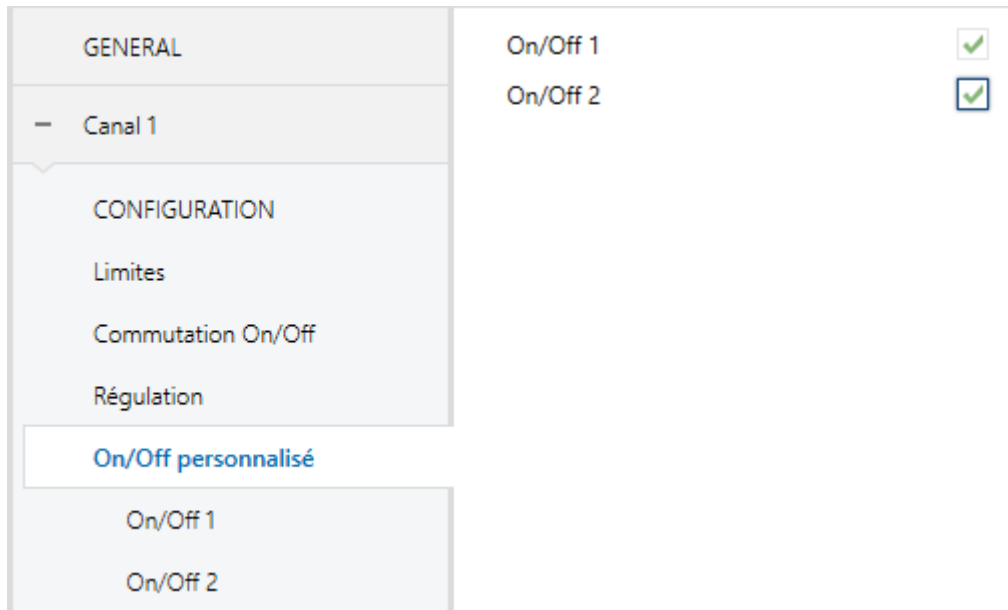 GENERAL
Canal 1
CONFIGURATION
Limites
Commutation On/Off
Régulation
On/Off personnalisé
On/Off 1
On/Off 2
On/Off 1
On/Off 2